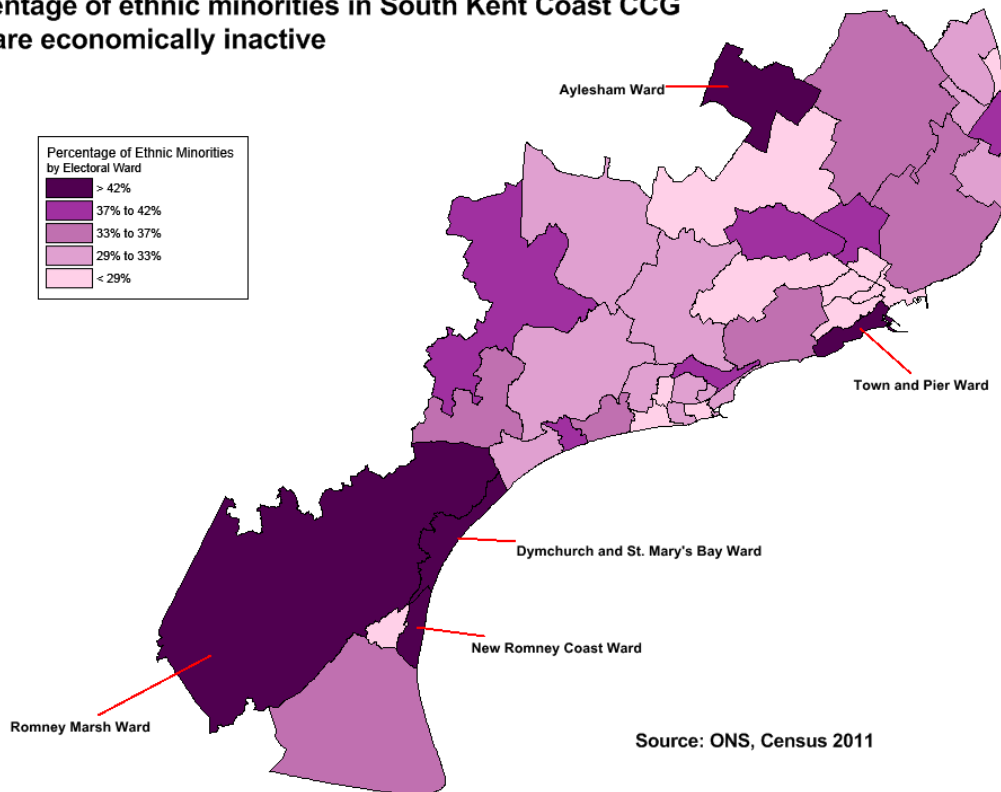 entage of ethnic minorities in South Kent Coast CCG
are economically inactive
Aylesham Ward
Percentage of Ethnic Minorities
by Electoral Ward
> 42%
37% to 42%
33% to 37%
29% to 33%
< 29%
Town and Pier Ward
Dymchurch and St. Mary's Bay Ward
New Romney Coast Ward
Romney Marsh Ward
Source: ONS, Census 2011